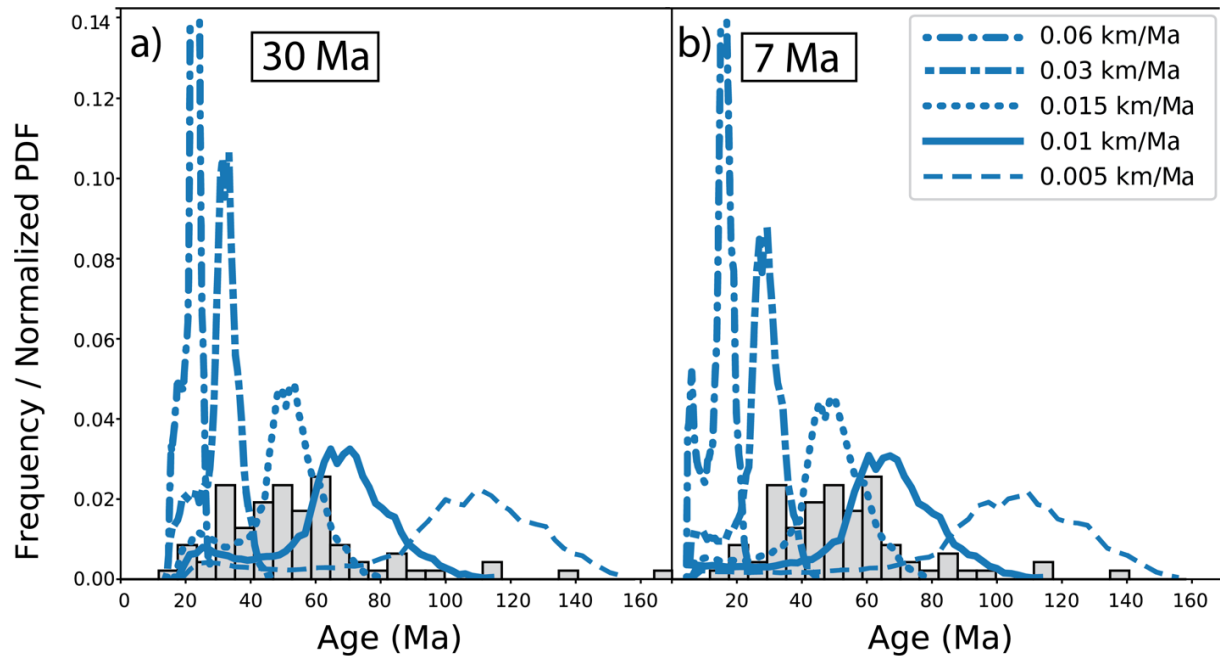 a)
30 Ma
b)
7 Ma
0.06 km/Ma
0.03 km/Ma
0.015 km/Ma
0.01 km/Ma
0.005 km/Ma
Frequency / Normalized PDF
0.14
0.12
0.10
0.08
0.06
0.04
0.02
0.00
0 20 40 60 80 100 120 140 160
20 40 60 80 100 120 140 160
Age (Ma)
Age (Ma)